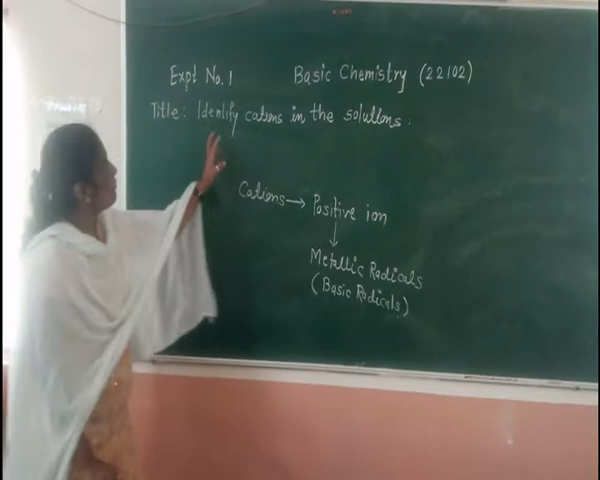 Expt No. 1 Basic Chemistry (22102)
Title: Identify cations in the solutions.
Cations → Positive ion
↓
Metallic Radicals
(Basic Radicals)